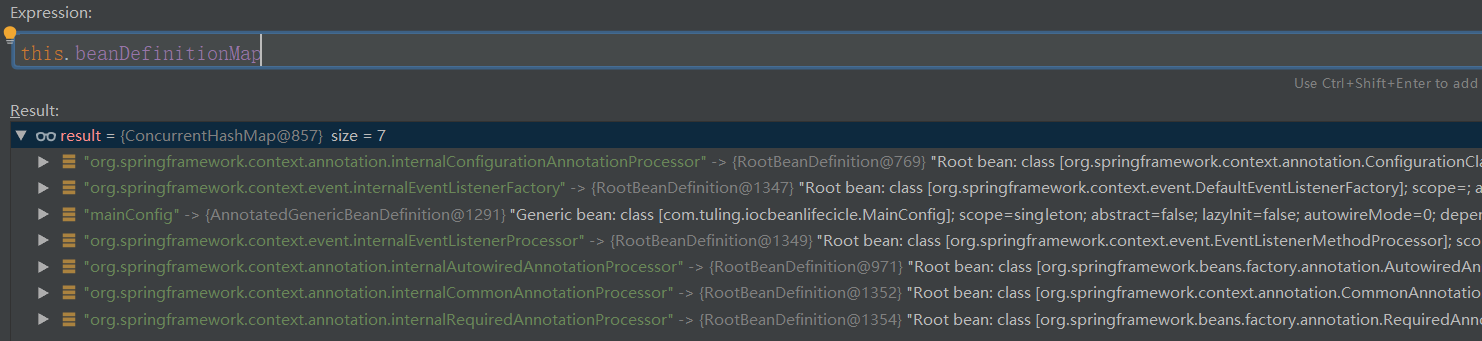 Expression:
this.beanDefinitionMap
Use Ctrl+Shift+Enter to add
Result:
result = {ConcurrentHashMap@857} size = 7
"org.springframework.context.annotation.internalConfigurationAnnotationProcessor" -> {RootBeanDefinition@769} "Root bean: class [org.springframework.context.annotation.ConfigurationCla
"org.springframework.context.event.internalEventListenerFactory" -> {RootBeanDefinition@1347} "Root bean: class [org.springframework.context.event.DefaultEventListenerFactory]; scope=; a
"mainConfig" -> {AnnotatedGenericBeanDefinition@1291} "Generic bean: class [com.tuling.iocbeanlifecicle.MainConfig]; scope=singleton; abstract=false; lazyInit=false; autowireMode=0; depen
"org.springframework.context.event.internalEventListenerProcessor" -> {RootBeanDefinition@1349} "Root bean: class [org.springframework.context.event.EventListenerMethodProcessor]; sco
"org.springframework.context.annotation.internalAutowiredAnnotationProcessor" -> {RootBeanDefinition@971} "Root bean: class [org.springframework.beans.factory.annotation.AutowiredAn
"org.springframework.context.annotation.internalCommonAnnotationProcessor" -> {RootBeanDefinition@1352} "Root bean: class [org.springframework.context.annotation.CommonAnnotatio
"org.springframework.context.annotation.internalRequiredAnnotationProcessor" -> {RootBeanDefinition@1354} "Root bean: class [org.springframework.beans.factory.annotation.RequiredAnno